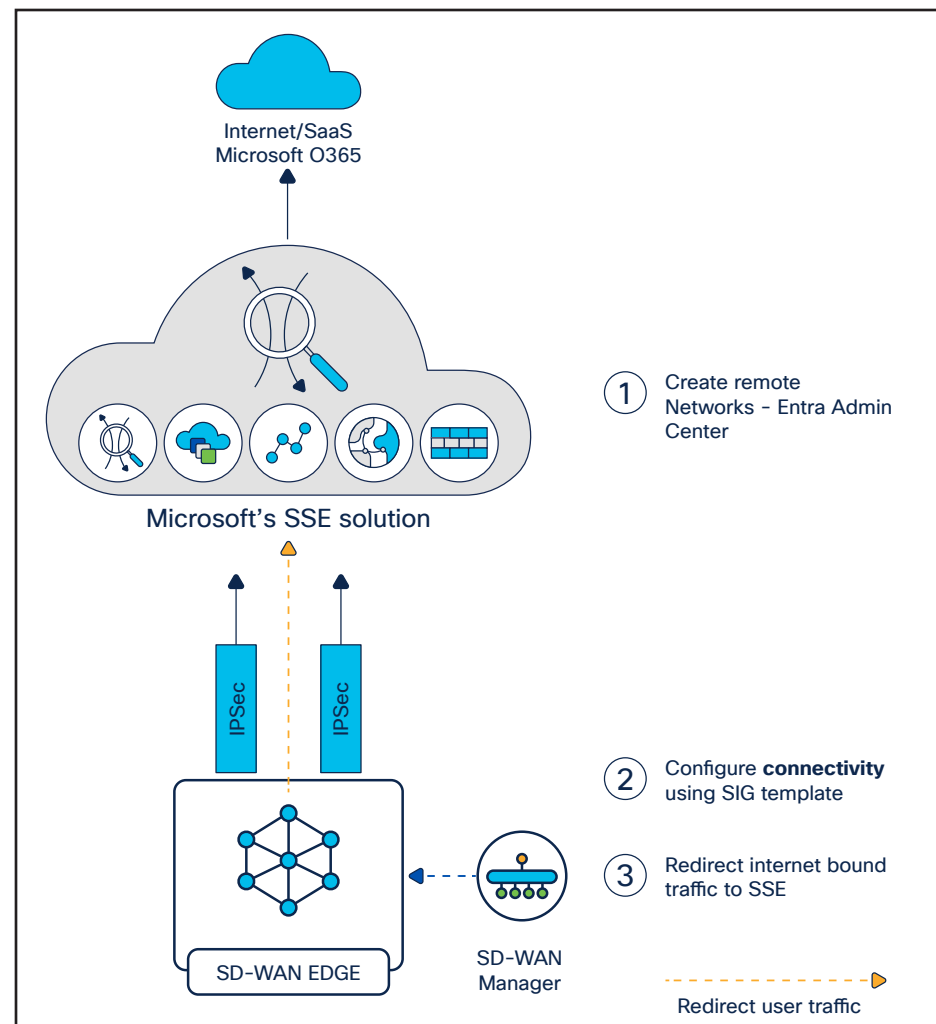 Internet/SaaS
Microsoft O365
1
Create remote
Networks - Entra Admin
Center
Microsoft's SSE solution
IPSec
IPSec
2
Configure connectivity
using SIG template
3
Redirect internet bound
traffic to SSE
SD-WAN EDGE
SD-WAN
Manager
Redirect user traffic